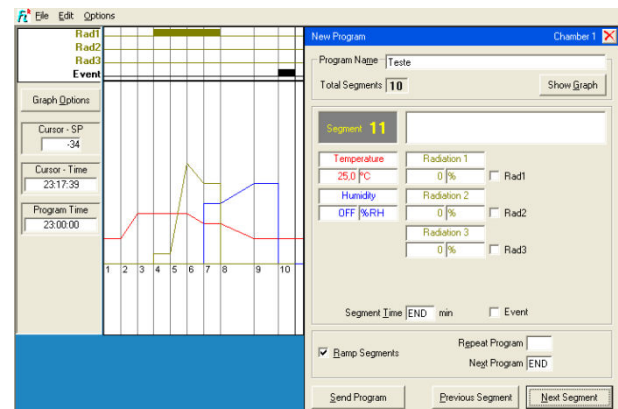 File Edit Options
Rad1
Rad2
Rad3
Event
Graph Options
Cursor - SP
-34
Cursor - Time
23:17:39
Program Time
23:00:00
1 2 3 4 5 6 7 8 9 10
New Program Chamber 1
Program Name Teste
Total Segments 10 Show Graph
Segment 11
Temperature Radiation 1
25,0 ºC 0 % Rad1
Humidity Radiation 2
OFF %RH 0 % Rad2
Radiation 3
0 % Rad3
Segment Time END min Event
Repeat Program
Ramp Segments
Next Program END
Send Program Previous Segment Next Segment